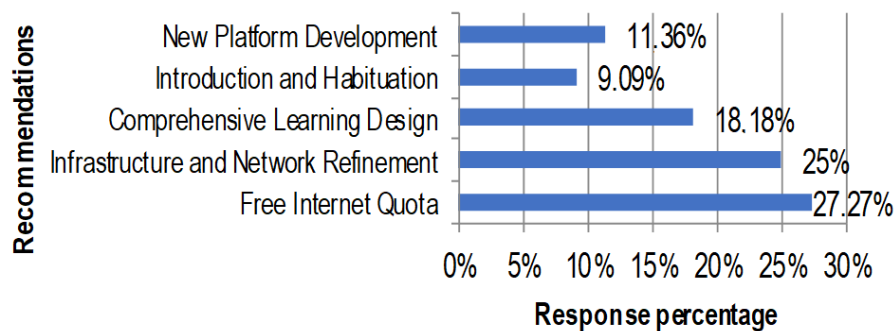 Recommendations
New Platform Development 11.36%
Introduction and Habituation 9.09%
Comprehensive Learning Design 18.18%
Infrastructure and Network Refinement 25%
Free Internet Quota 27.27%
0% 5% 10% 15% 20% 25% 30%
Response percentage